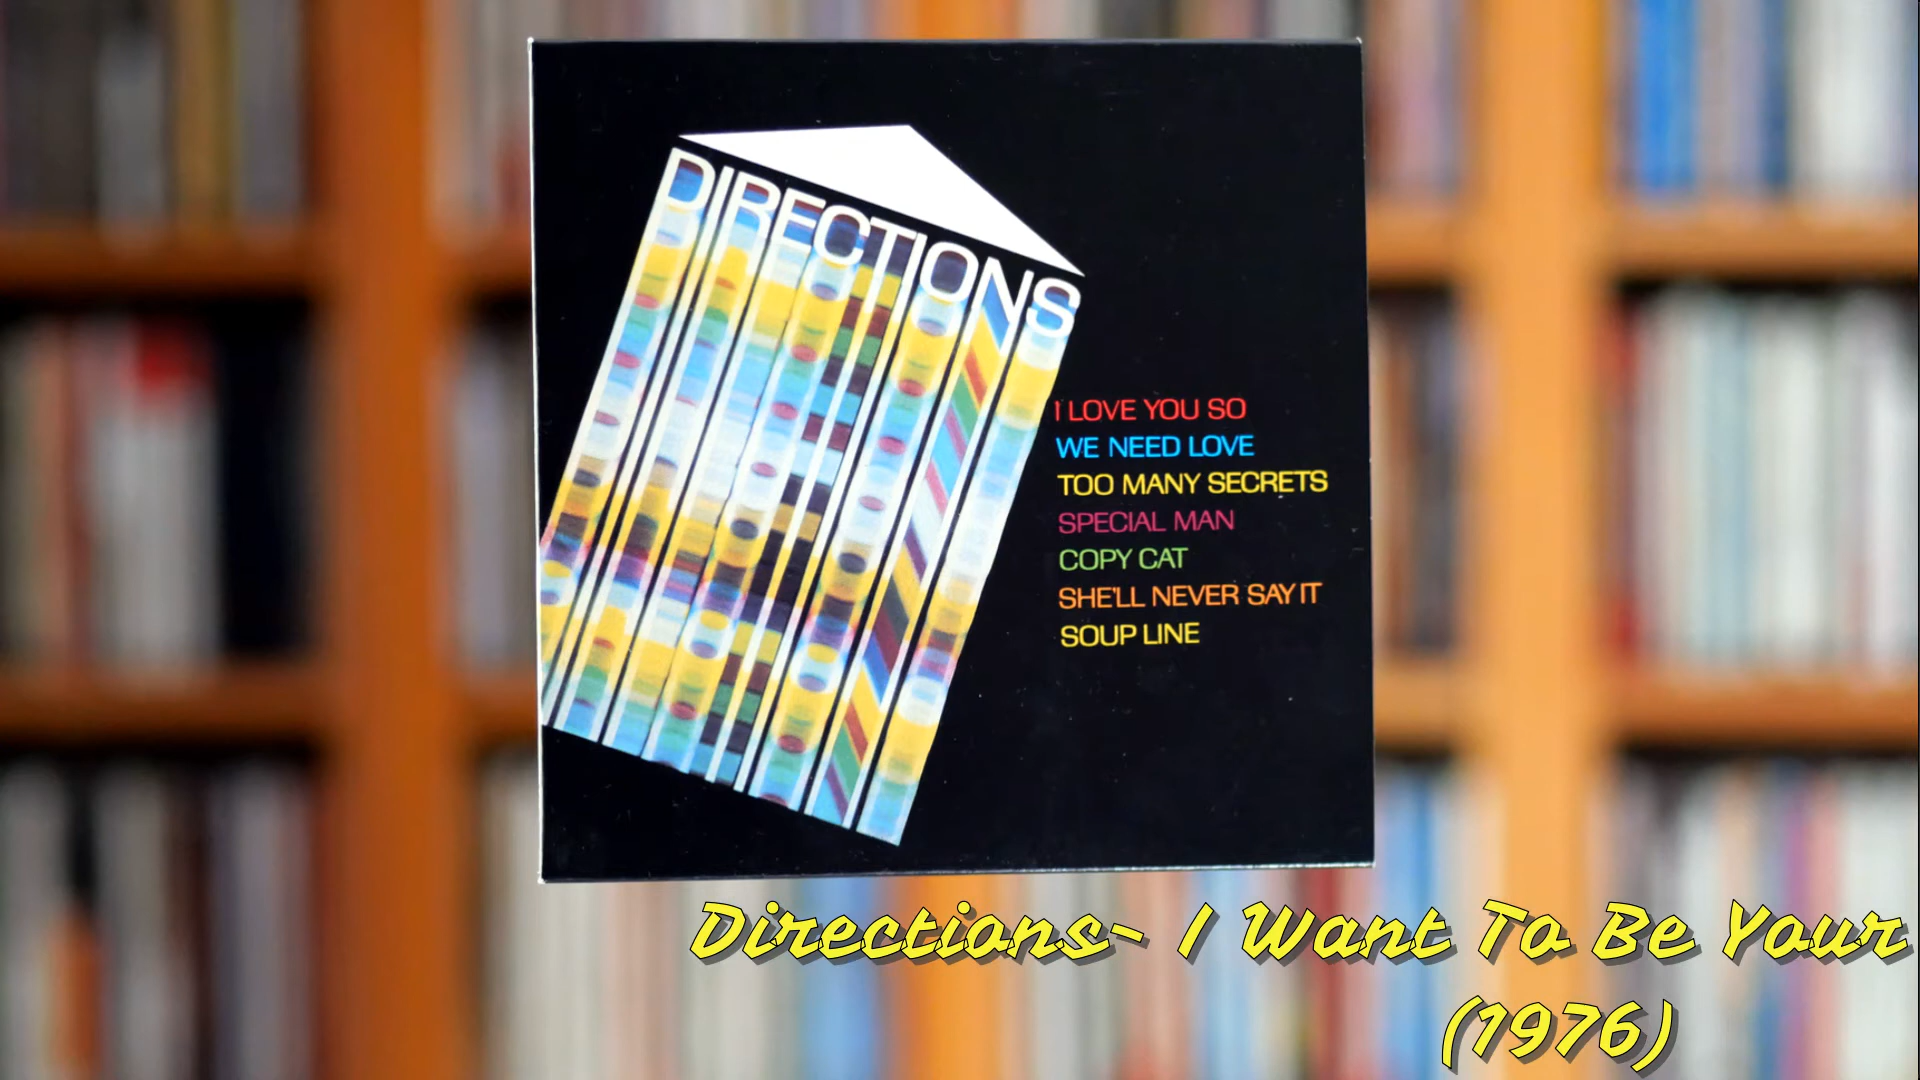 DIRECTIONS
I LOVE YOU SO
WE NEED LOVE
TOO MANY SECRETS
SPECIAL MAN
COPY CAT
SHE'LL NEVER SAY IT
SOUP LINE
Directions- I Want To Be Your
(1976)